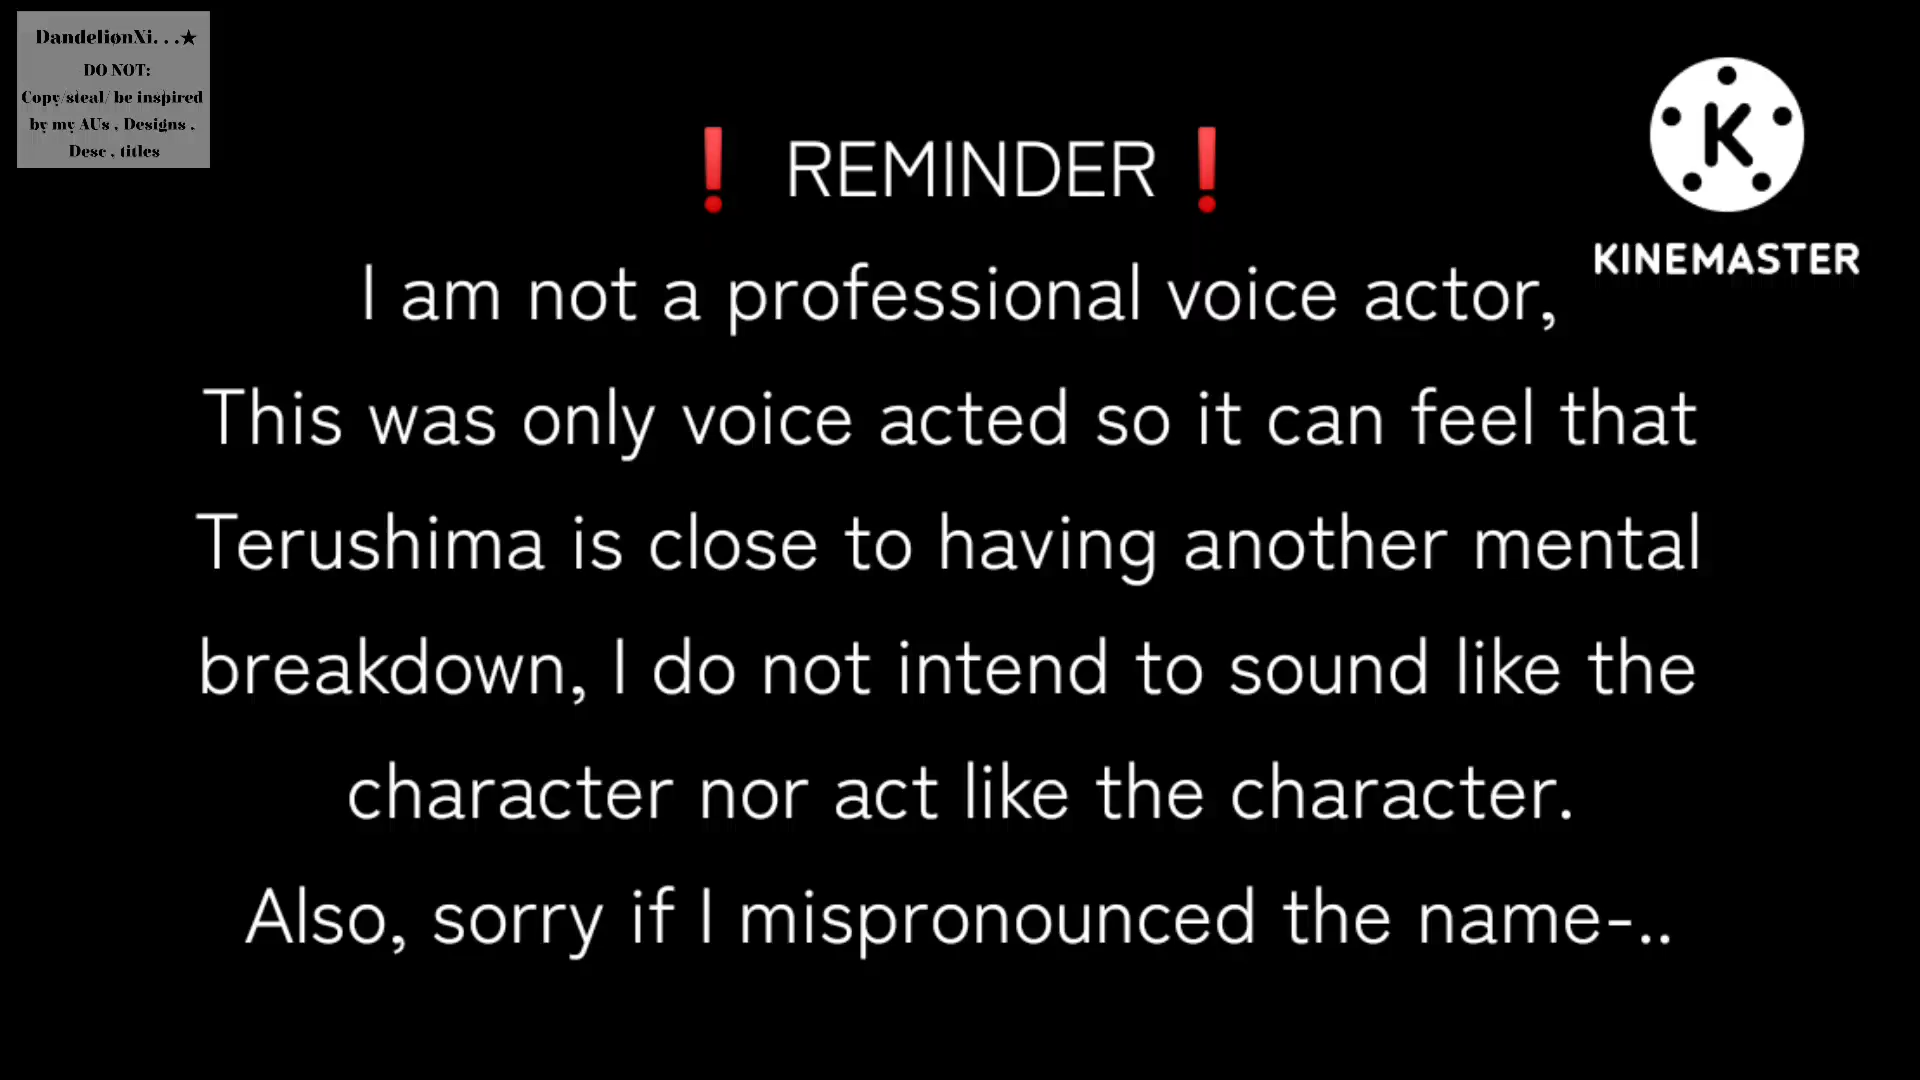 DandelionXi. . .★
DO NOT:
Copy/steal/ be inspired
by my AUs , Designs ,
Desc , titles
K
KINEMASTER
❗ REMINDER❗
I am not a professional voice actor,
This was only voice acted so it can feel that
Terushima is close to having another mental
breakdown, I do not intend to sound like the
character nor act like the character.
Also, sorry if I mispronounced the name-..